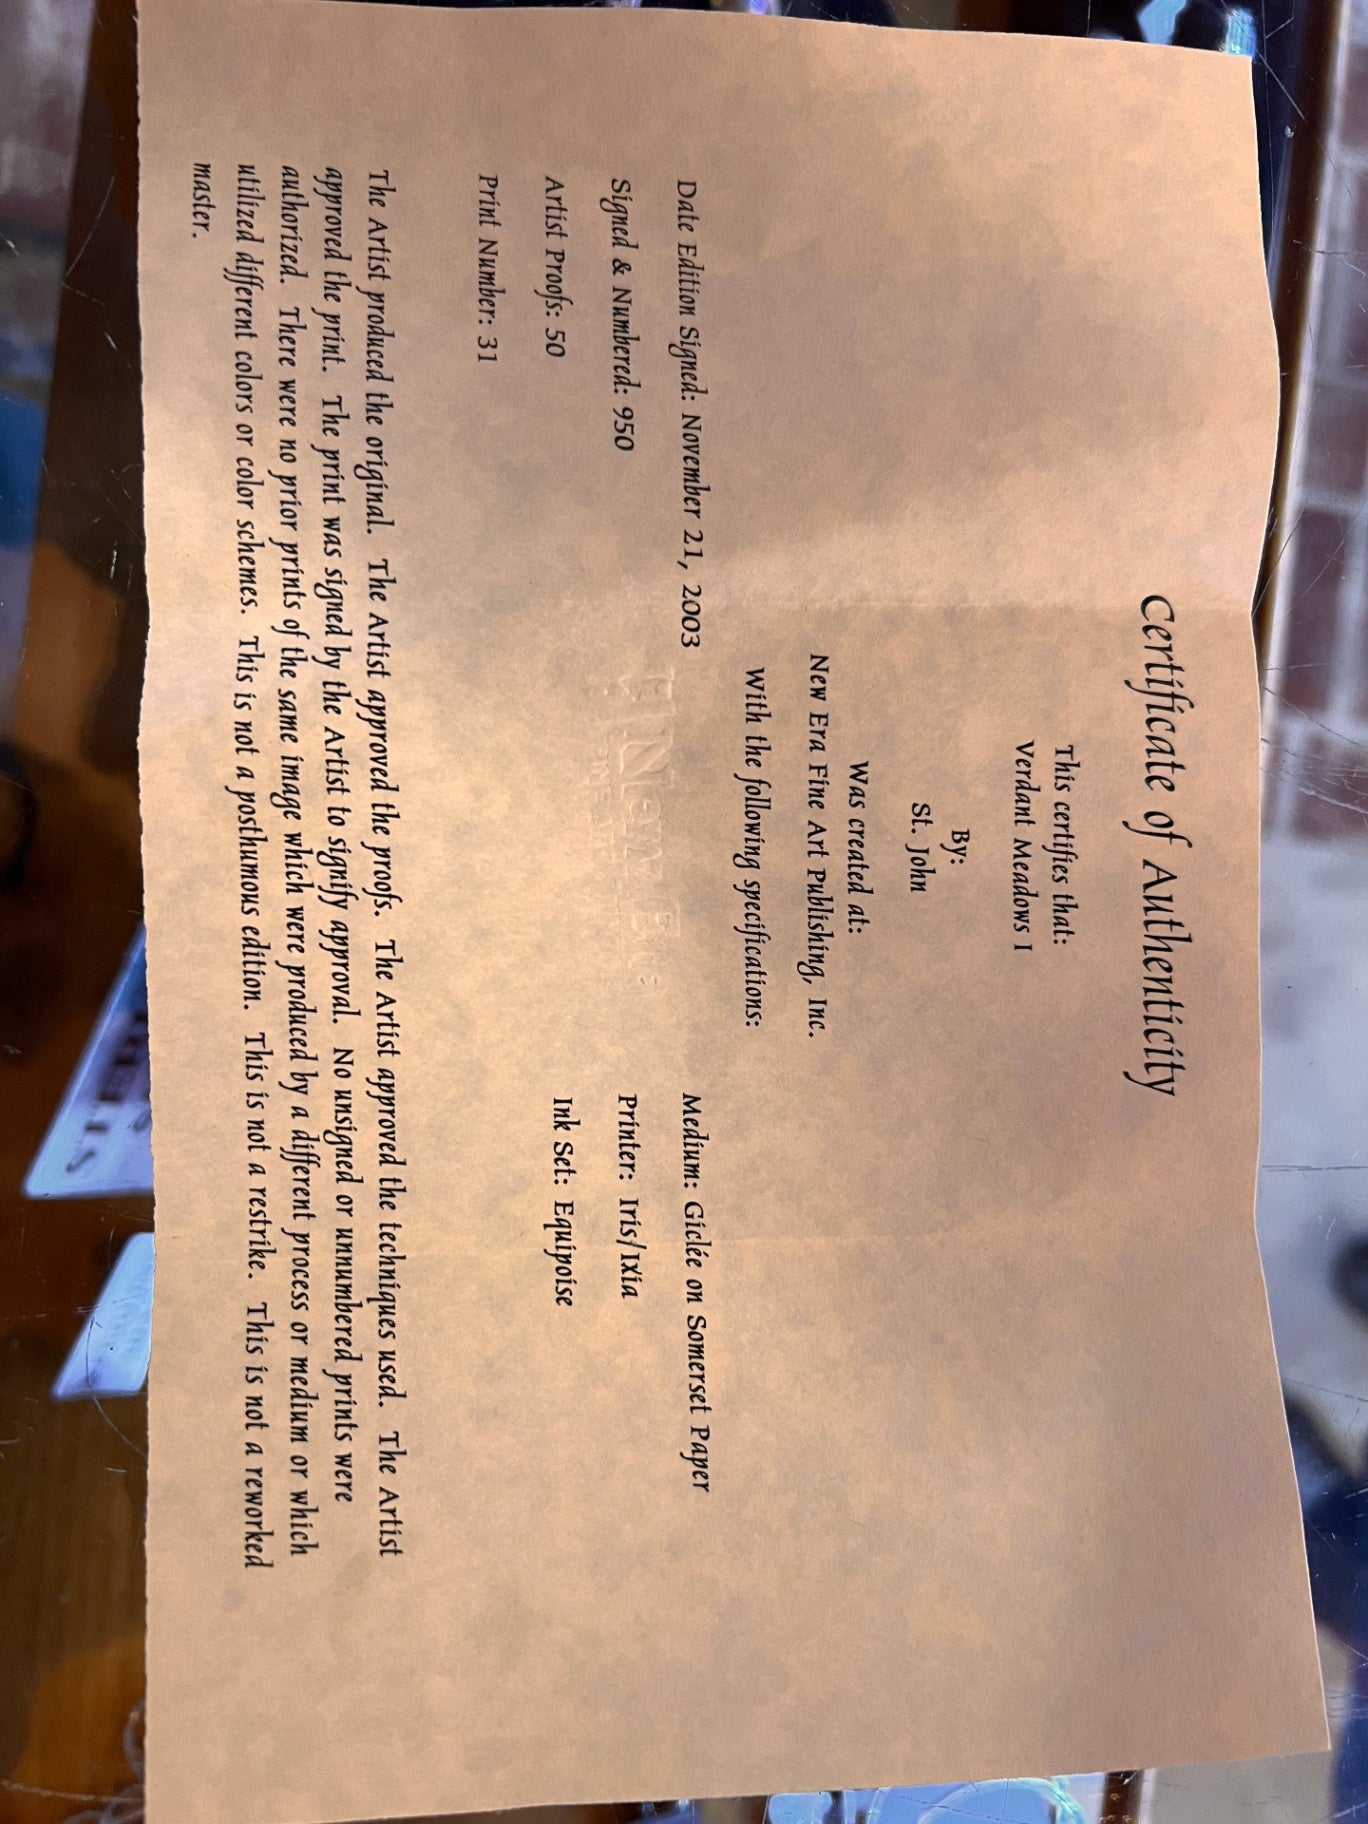 Certificate of Authenticity
This certifies that:
Verdant Meadows I
By:
St. John
Was created at:
New Era Fine Art Publishing, Inc.
With the following specifications:
Date Edition Signed: November 21, 2003
Medium: Giclée on Somerset Paper
Signed & Numbered: 950
Printer: Iris/Ixia
Artist Proofs: 50
Ink Set: Equipoise
Print Number: 31
New Era
The Artist produced the original. The Artist approved the proofs. The Artist approved the techniques used. The Artist
approved the print. The print was signed by the Artist to signify approval. No unsigned or unnumbered prints were
authorized. There were no prior prints of the same image which were produced by a different process or medium or which
utilized different colors or color schemes. This is not a posthumous edition. This is not a restrike. This is not a reworked
master.